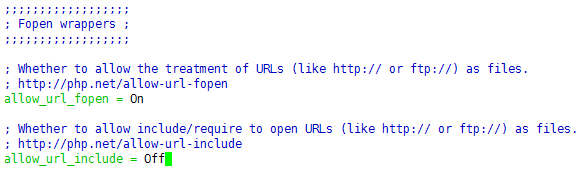 ;;;;;;;;;;;;;;;;;;
; Fopen wrappers ;
;;;;;;;;;;;;;;;;;;
; Whether to allow the treatment of URLs (like http:// or ftp://) as files.
; http://php.net/allow-url-fopen
allow_url_fopen = On
; Whether to allow include/require to open URLs (like http:// or ftp://) as files.
; http://php.net/allow-url-include
allow_url_include = Off